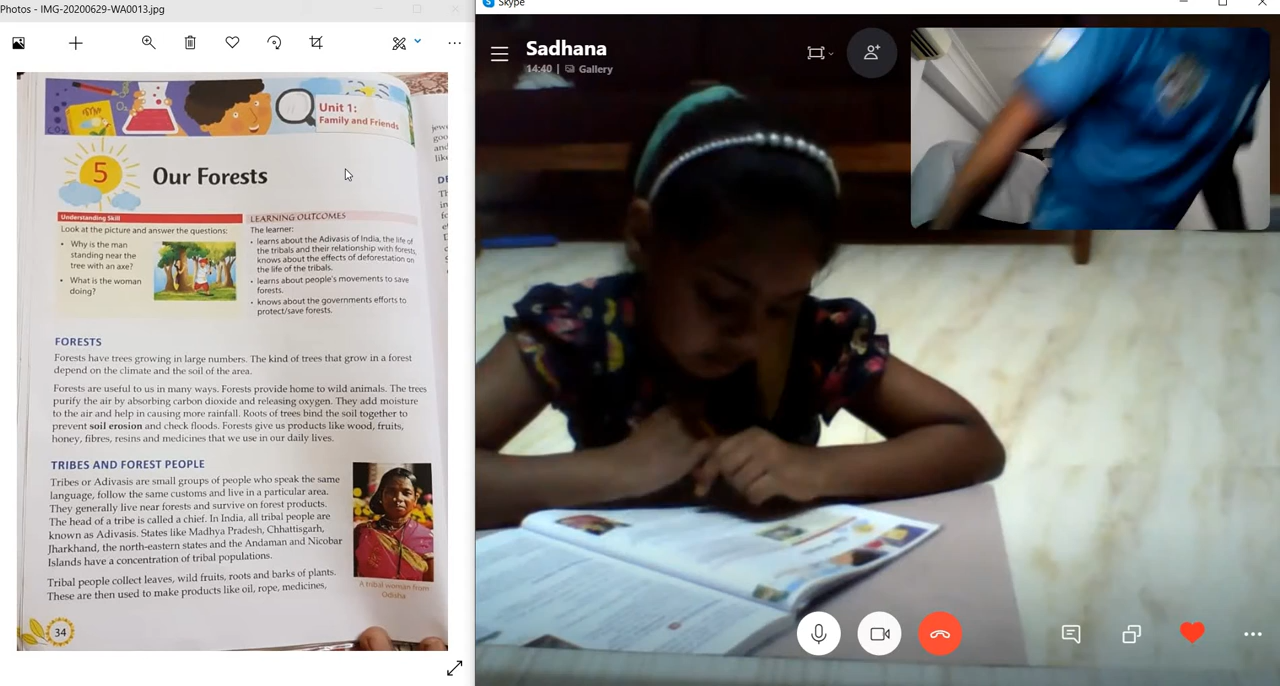 Photos - IMG-20200629-WA0013.jpg
Unit 1:
Family and Friends
5
Our Forests
Understanding Skill
Look at the picture and answer the questions:
• Why is the man
standing near the
tree with an axe?
• What is the woman
doing?
LEARNING OUTCOMES
The learner:
• learns about the Adivasis of India, the life of
the tribals and their relationship with forests,
knows about the effects of deforestation on
the life of the tribals.
• learns about people's movements to save
forests.
• knows about the governments efforts to
protect/save forests.
FORESTS
Forests have trees growing in large numbers. The kind of trees that grow in a forest
depend on the climate and the soil of the area.
Forests are useful to us in many ways. Forests provide home to wild animals. The trees
purify the air by absorbing carbon dioxide and releasing oxygen. They add moisture
to the air and help in causing more rainfall. Roots of trees bind the soil together to
prevent soil erosion and check floods. Forests give us products like wood, fruits,
honey, fibres, resins and medicines that we use in our daily lives.
TRIBES AND FOREST PEOPLE
Tribes or Adivasis are small groups of people who speak the same
language, follow the same customs and live in a particular area.
They generally live near forests and survive on forest products.
The head of a tribe is called a chief. In India, all tribal people are
known as Adivasis. States like Madhya Pradesh, Chhattisgarh,
Jharkhand, the north-eastern states and the Andaman and Nicobar
Islands have a concentration of tribal populations.
A tribal woman from
Odisha
Tribal people collect leaves, wild fruits, roots and barks of plants.
These are then used to make products like oil, rope, medicines,
34
Skype
Sadhana
14:40 | Gallery